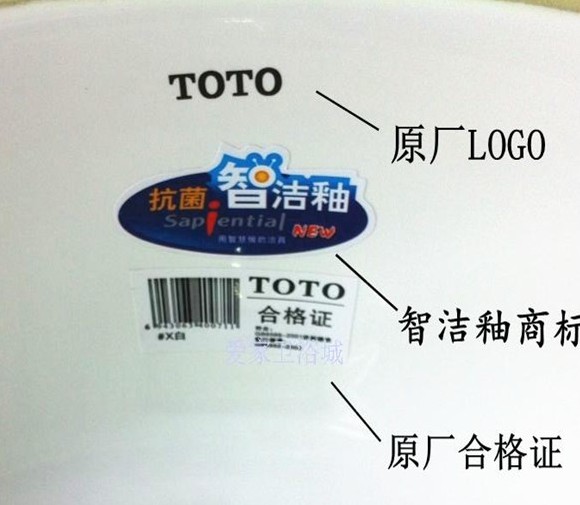 TOTO
原厂LOGO
抗菌智洁釉
Sapiential
NEW
TOTO
合格证
#X白
爱家卫浴城
智洁釉商标
原厂合格证